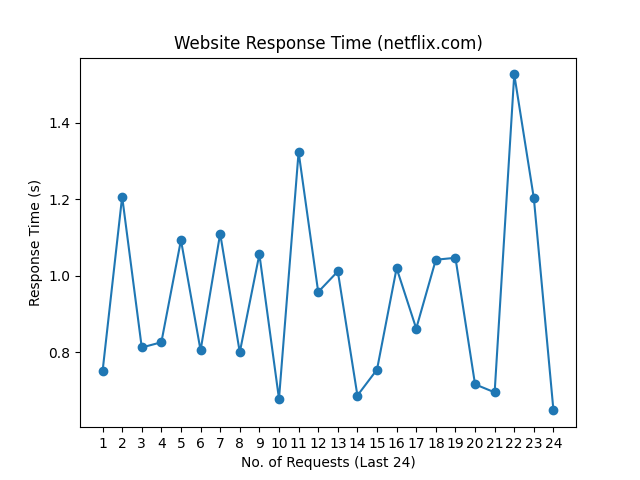 Website Response Time (netflix.com)
Response Time (s)
1.4
1.2
1.0
0.8
1 2 3 4 5 6 7 8 9 10 11 12 13 14 15 16 17 18 19 20 21 22 23 24
No. of Requests (Last 24)